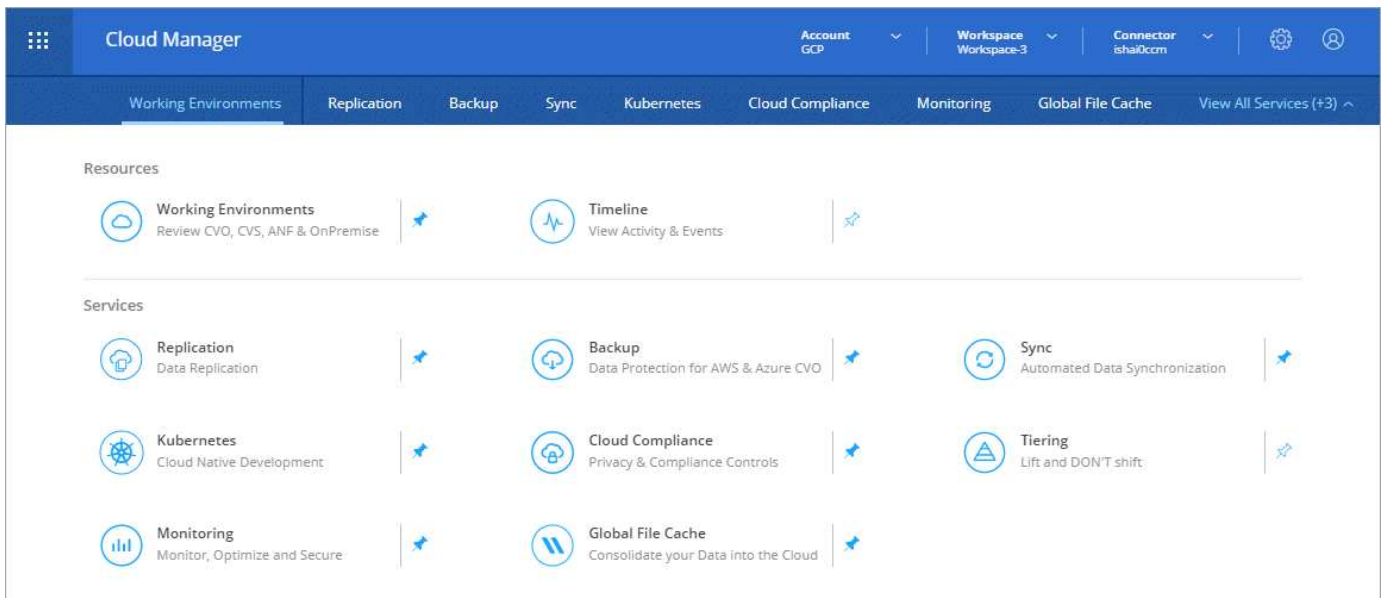 Cloud Manager
Account
GCP
Workspace
Workspace-3
Connector
ishai0ccm
Working Environments Replication Backup Sync Kubernetes Cloud Compliance Monitoring Global File Cache View All Services (+3)
Resources
Working Environments
Review CVO, CVS, ANF & OnPremise
Timeline
View Activity & Events
Services
Replication
Data Replication
Backup
Data Protection for AWS & Azure CVO
Sync
Automated Data Synchronization
Kubernetes
Cloud Native Development
Cloud Compliance
Privacy & Compliance Controls
Tiering
Lift and DON'T shift
Monitoring
Monitor, Optimize and Secure
Global File Cache
Consolidate your Data into the Cloud